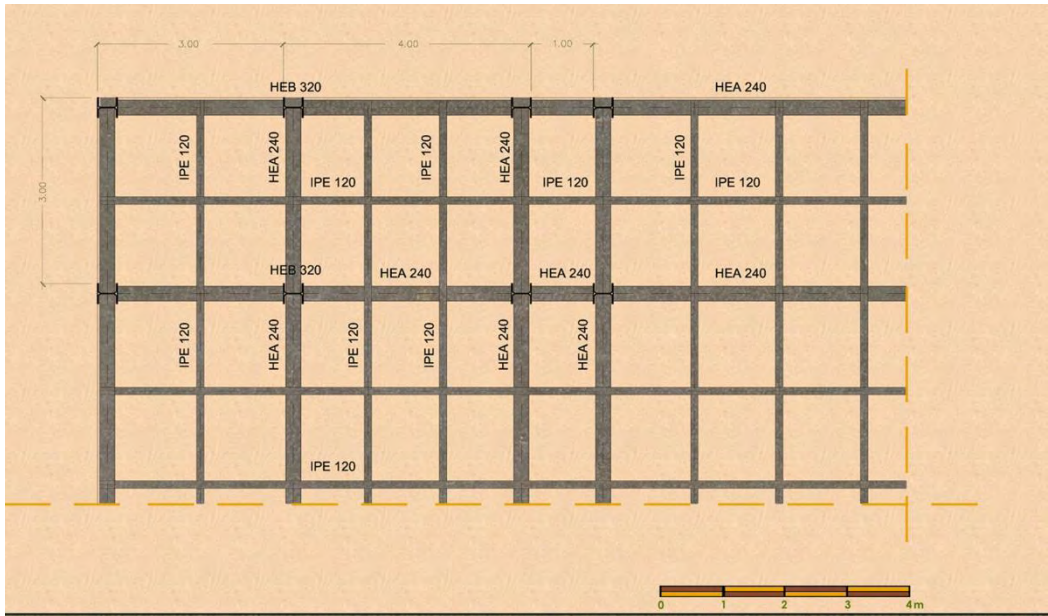 3.00 4.00 1.00
HEB 320 HEA 240
3.00
IPE 120 HEA 240 IPE 120 HEA 240 IPE 120
IPE 120 IPE 120 IPE 120
HEB 320 HEA 240 HEA 240 HEA 240
IPE 120 HEA 240 IPE 120 IPE 120 HEA 240 HEA 240
IPE 120
0 1 2 3 4 m